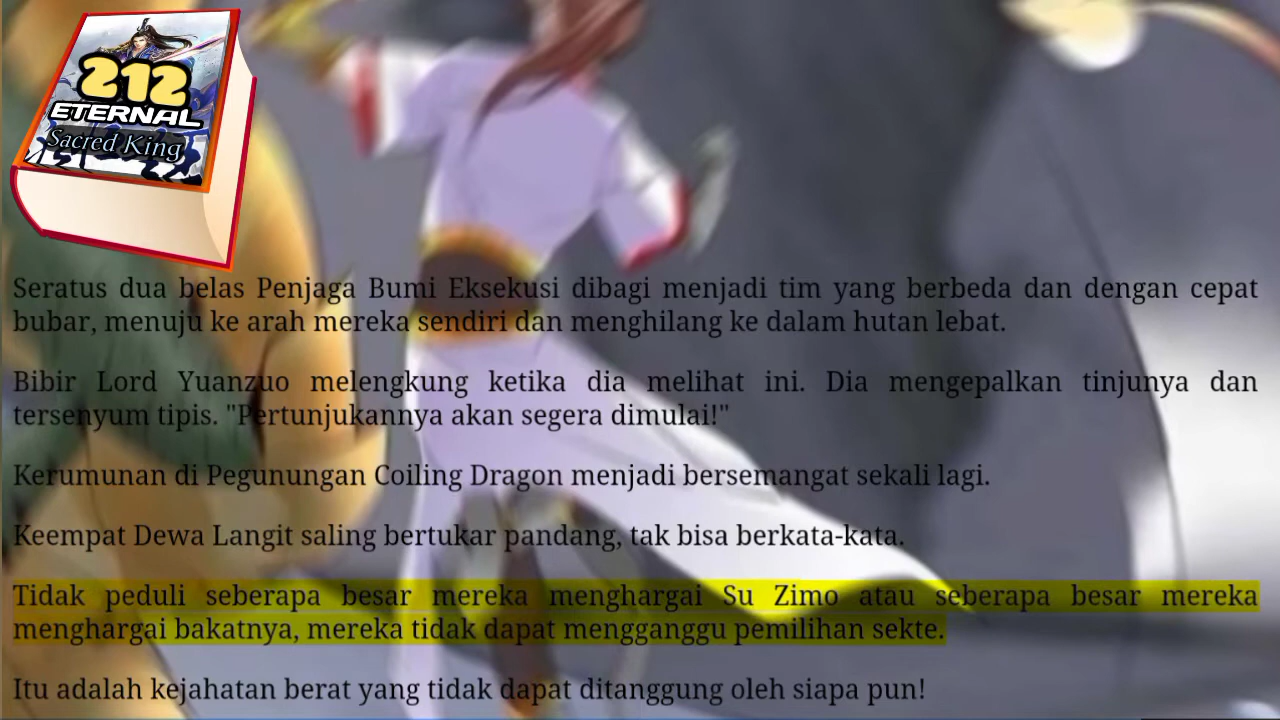 212
ETERNAL
Sacred King
Seratus dua belas Penjaga Bumi Eksekusi dibagi menjadi tim yang berbeda dan dengan cepat
bubar, menuju ke arah mereka sendiri dan menghilang ke dalam hutan lebat.
Bibir Lord Yuanzuo melengkung ketika dia melihat ini. Dia mengepalkan tinjunya dan
tersenyum tipis. "Pertunjukannya akan segera dimulai!"
Kerumunan di Pegunungan Coiling Dragon menjadi bersemangat sekali lagi.
Keempat Dewa Langit saling bertukar pandang, tak bisa berkata-kata.
Tidak peduli seberapa besar mereka menghargai Su Zimo atau seberapa besar mereka
menghargai bakatnya, mereka tidak dapat mengganggu pemilihan sekte.
Itu adalah kejahatan berat yang tidak dapat ditanggung oleh siapa pun!